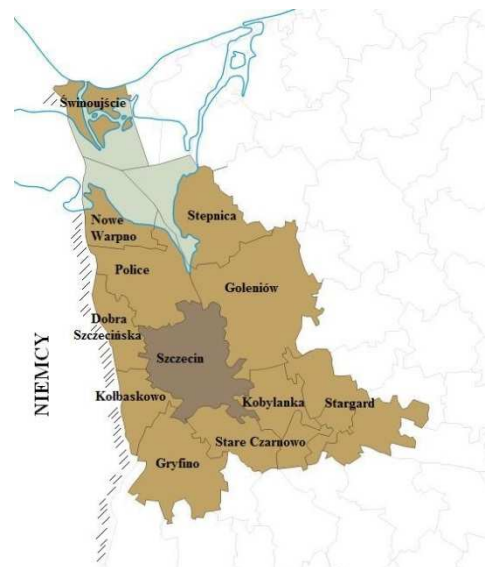 Świnoujście
Nowe
Warpno
Stepnica
Police
Goleniów
Dobra
Szczecińska
Szczecin
NIEMCY
Kołbaskowo
Kobylanka
Stargard
Stare Czarnowo
Gryfino